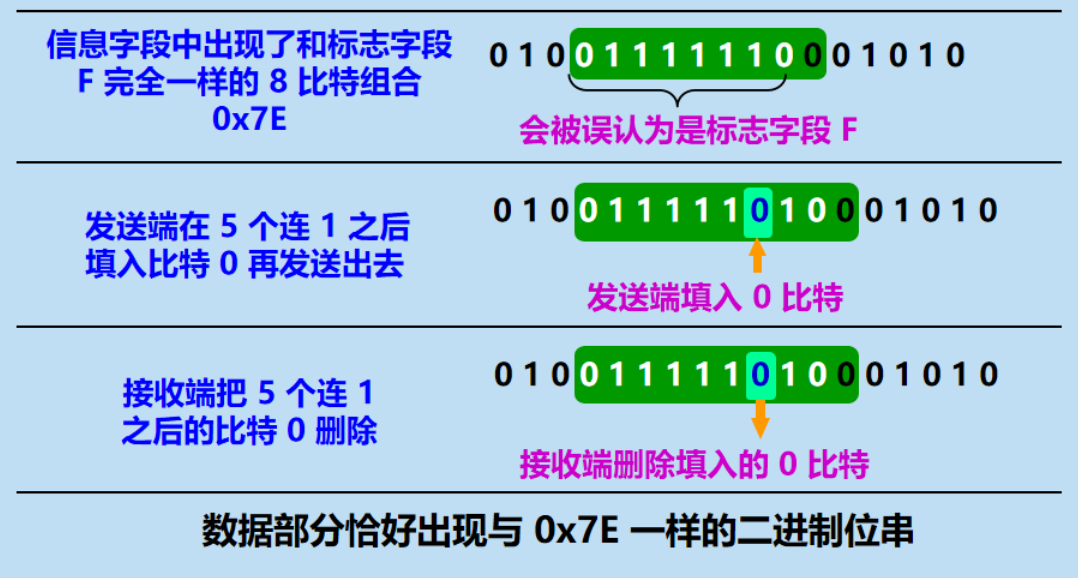 信息字段中出现了和标志字段
F 完全一样的 8 比特组合
0x7E
0 1 0 0 1 1 1 1 1 1 0 0 0 1 0 1 0
会被误认为是标志字段 F
发送端在 5 个连 1 之后
填入比特 0 再发送出去
0 1 0 0 1 1 1 1 1 0 1 0 0 0 1 0 1 0
发送端填入 0 比特
接收端把 5 个连 1
之后的比特 0 删除
0 1 0 0 1 1 1 1 1 0 1 0 0 0 1 0 1 0
接收端删除填入的 0 比特
数据部分恰好出现与 0x7E 一样的二进制位串